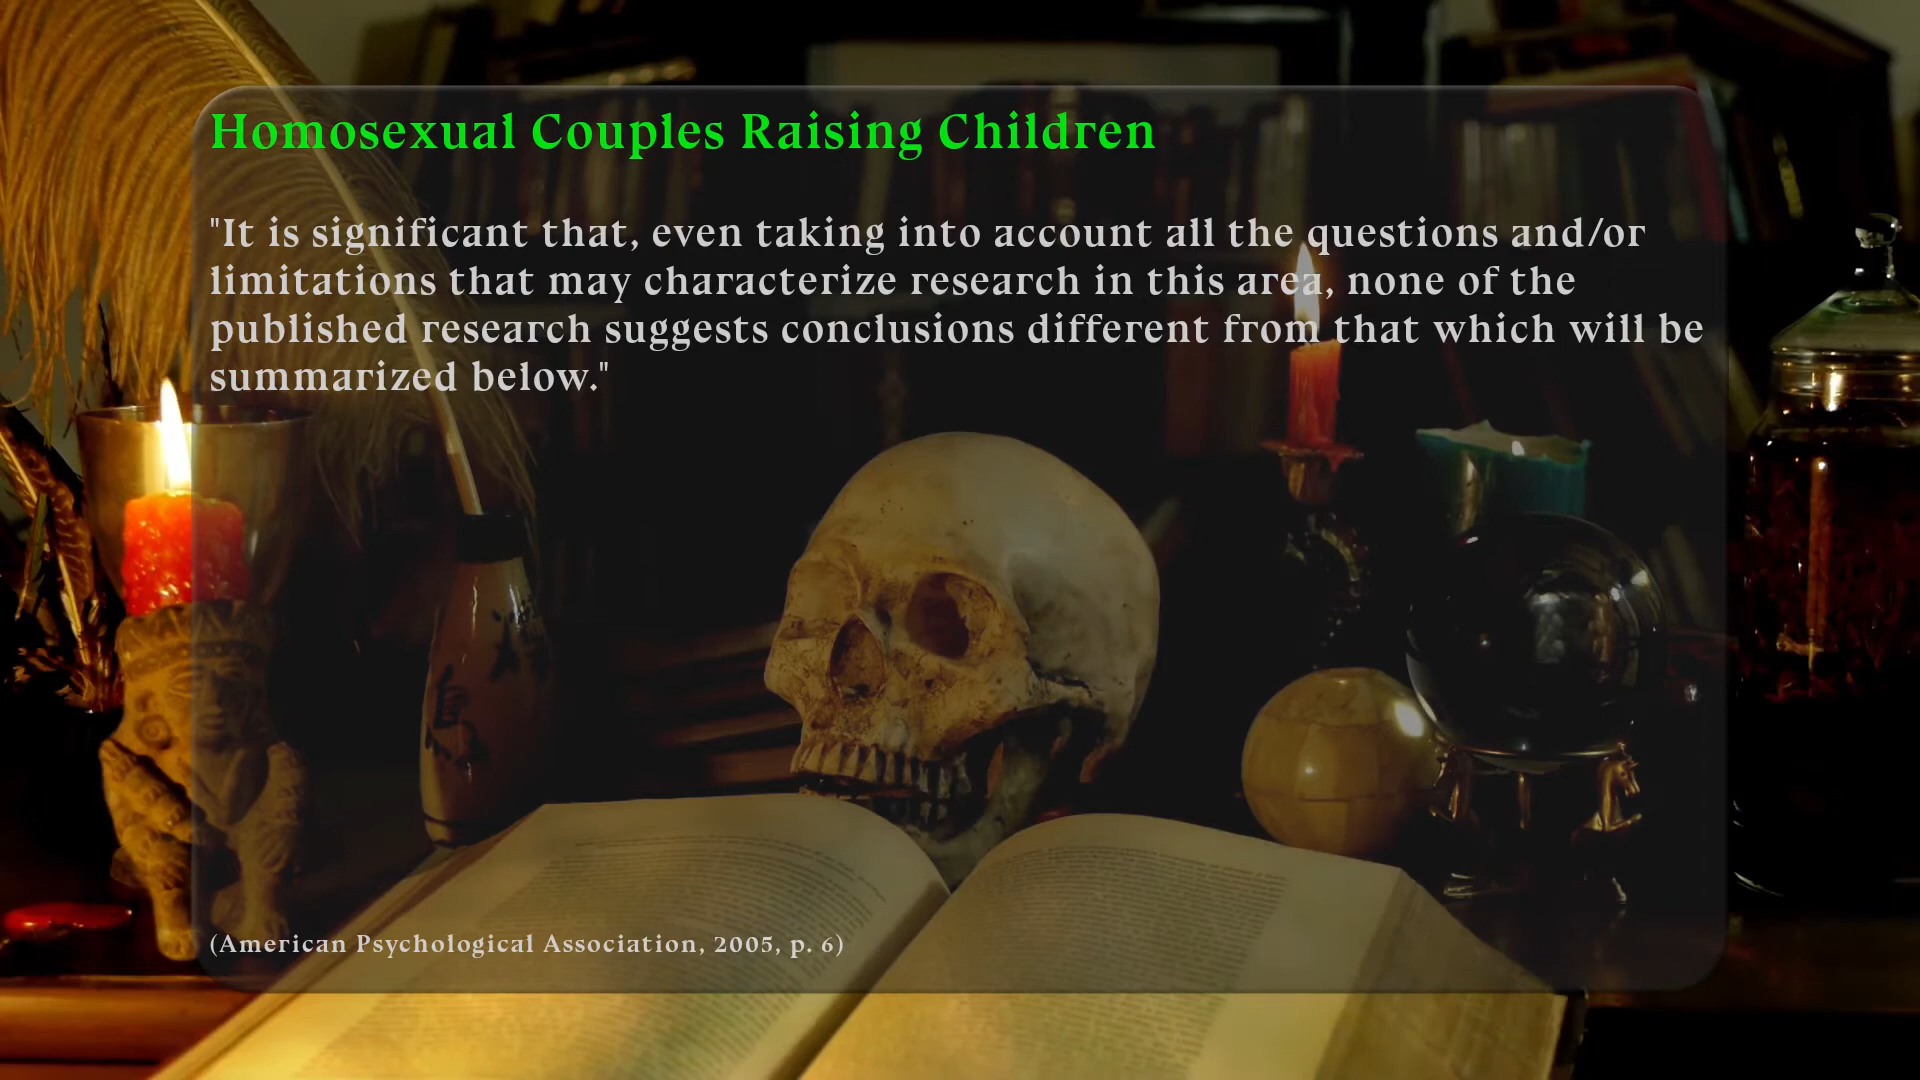 Homosexual Couples Raising Children
"It is significant that, even taking into account all the questions and/or
limitations that may characterize research in this area, none of the
published research suggests conclusions different from that which will be
summarized below."
(American Psychological Association, 2005, p. 6)